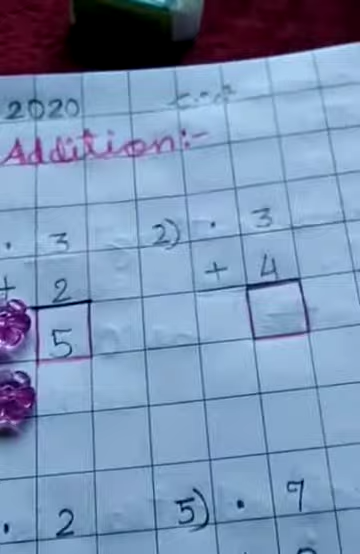 2020
Addition:-
. 3 2) . 3
+ 2 + 4
5
. 2 5) . 7